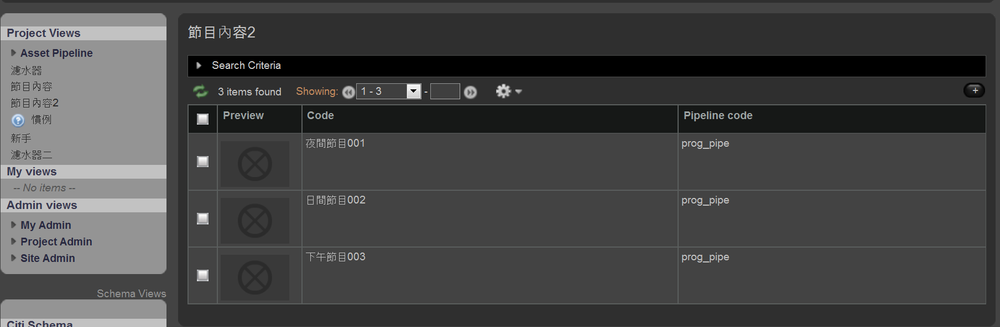 Project Views
Asset Pipeline
濾水器
節目內容
節目內容2
慣例
新手
濾水器二
My views
-- No items --
Admin views
My Admin
Project Admin
Site Admin
Schema Views
Citi Schema
節目內容2
Search Criteria
3 items found Showing: 1 - 3 -
Preview Code Pipeline code
夜間節目001 prog_pipe
日間節目002 prog_pipe
下午節目003 prog_pipe